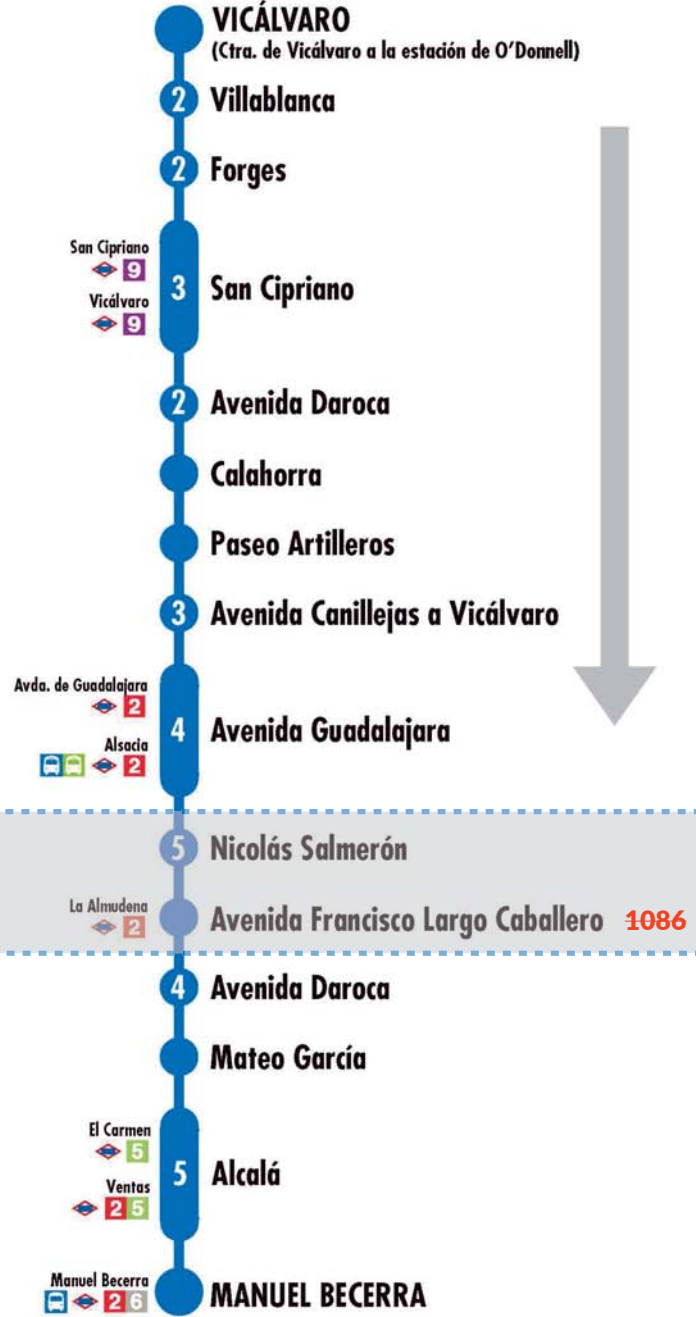 VICÁLVARO
(Ctra. de Vicálvaro a la estación de O'Donnell)
2 Villablanca
2 Forges
San Cipriano
9
Vicálvaro
9
3 San Cipriano
2 Avenida Daroca
Calahorra
Paseo Artilleros
3 Avenida Canillejas a Vicálvaro
Avda. de Guadalajara
2
Alsacia
2
4 Avenida Guadalajara
5 Nicolás Salmerón
La Almudena
2
Avenida Francisco Largo Caballero 1086
4 Avenida Daroca
Mateo García
El Carmen
5
Ventas
2 5
5 Alcalá
Manuel Becerra
2 6
MANUEL BECERRA